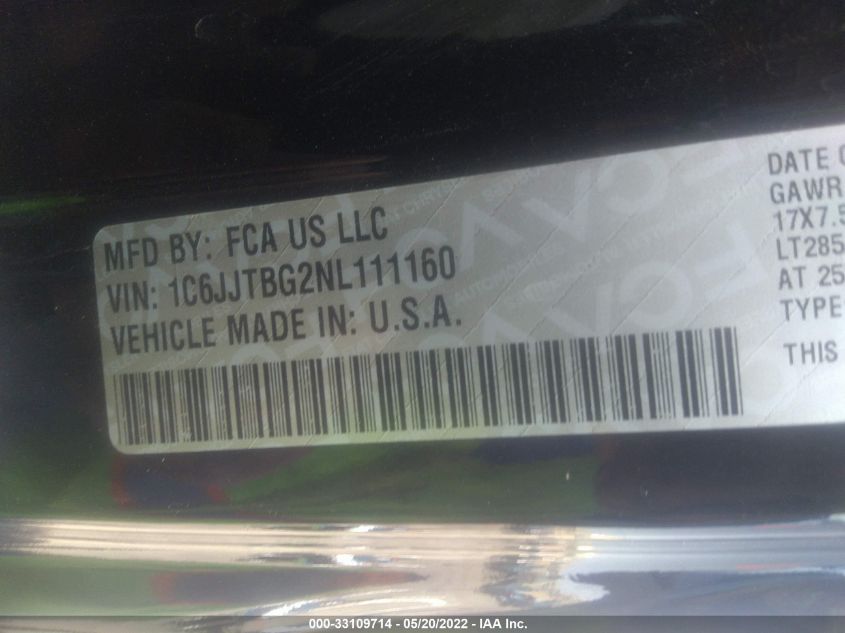 MFD BY: FCA US LLC
VIN: 1C6JJTBG2NL111160
VEHICLE MADE IN: U.S.A.
DATE
GAWR
17X7.5
LT285
AT 25
TYPE
THIS
000-33109714 - 05/20/2022 - IAA Inc.